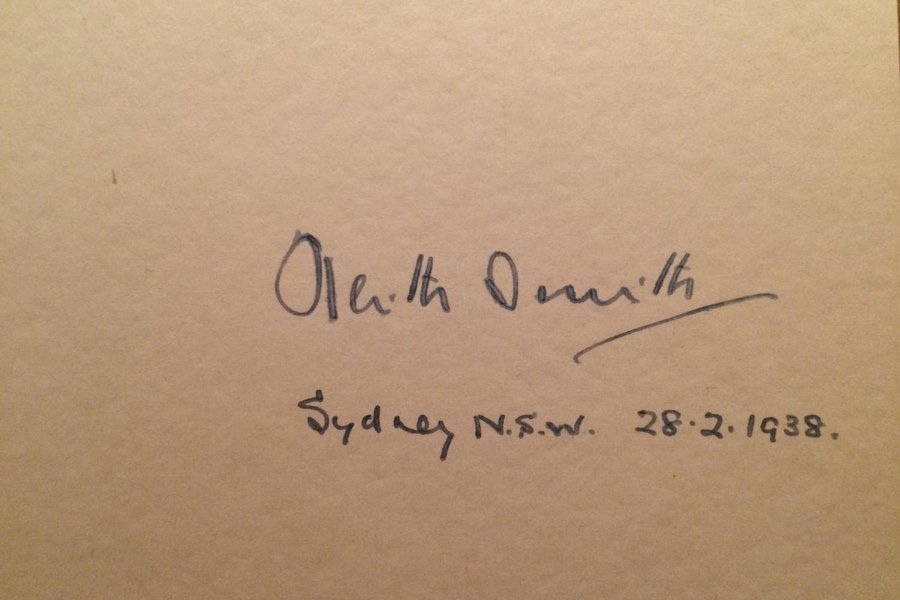 Keith Smith
Sydney N.S.W. 28.2.1938.